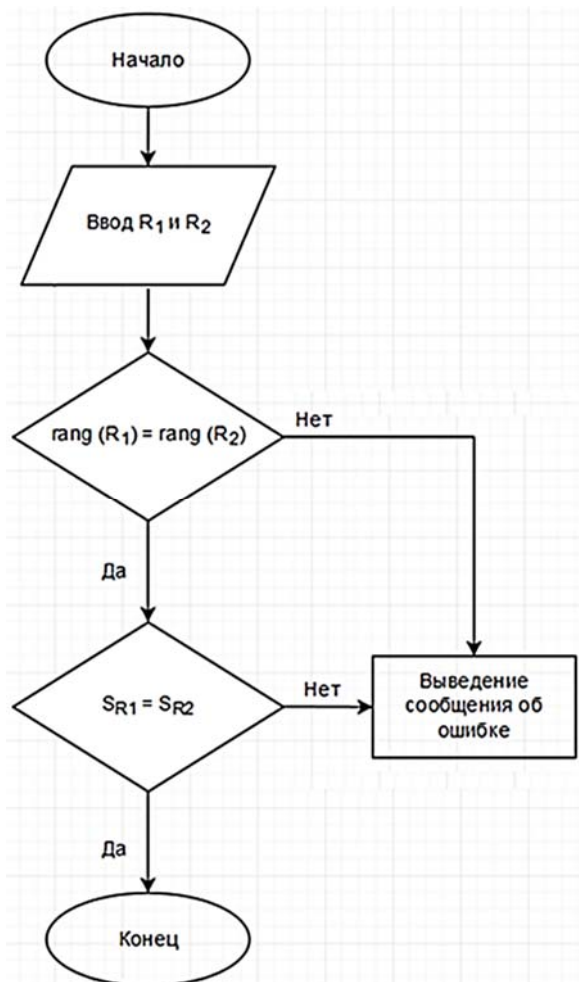 Начало
Ввод R1 и R2
rang (R1) = rang (R2)
Нет
Да
SR1 = SR2
Нет
Выведение
сообщения об
ошибке
Да
Конец